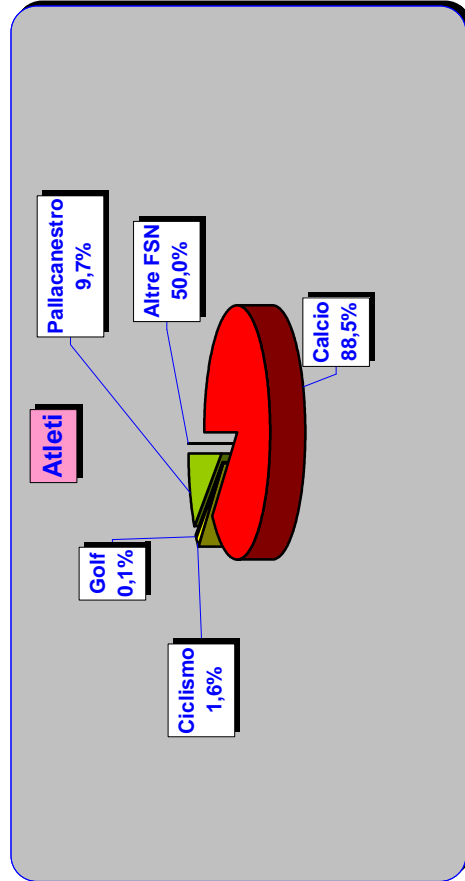 Atleti
Pallacanestro
9,7%
Golf
0,1%
Altre FSN
50,0%
Ciclismo
1,6%
Calcio
88,5%